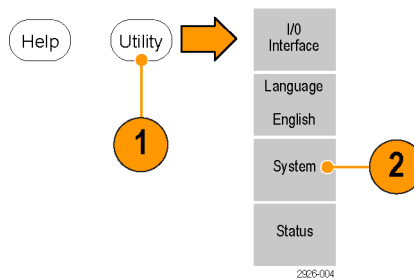 Help
Utility
I/0
Interface
Language
English
1
System
2
Status
2926-004